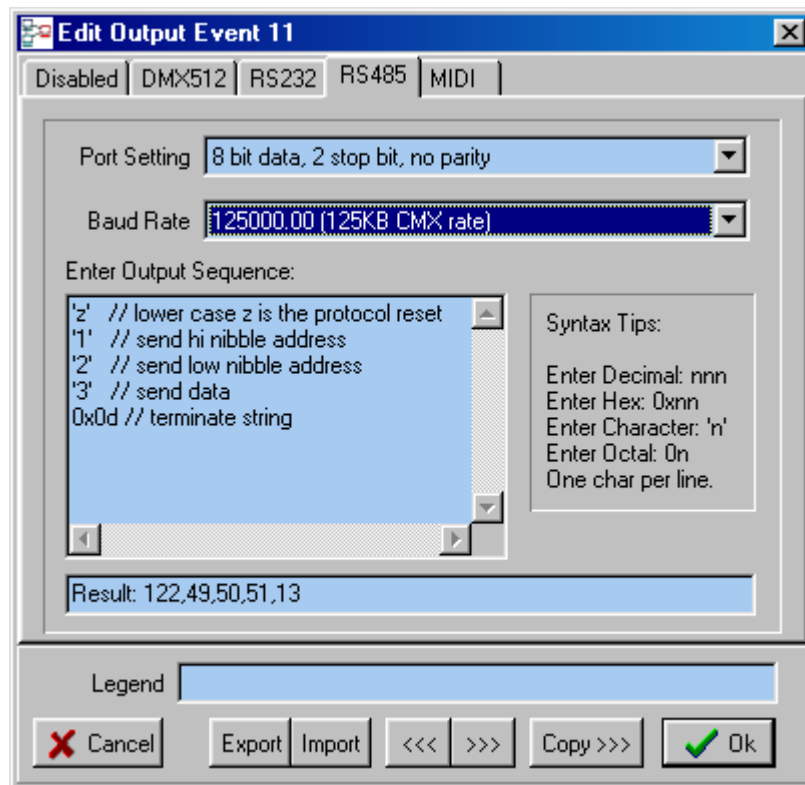 Edit Output Event 11
Disabled DMX512 RS232 RS485 MIDI
Port Setting 8 bit data, 2 stop bit, no parity
Baud Rate 125000.00 (125KB CMX rate)
Enter Output Sequence:
'z' // lower case z is the protocol reset
'1' // send hi nibble address
'2' // send low nibble address
'3' // send data
0x0d // terminate string
Syntax Tips:
Enter Decimal: nnn
Enter Hex: 0xnn
Enter Character: 'n'
Enter Octal: 0n
One char per line.
Result: 122,49,50,51,13
Legend
Cancel Export Import <<< >>> Copy >>> Ok